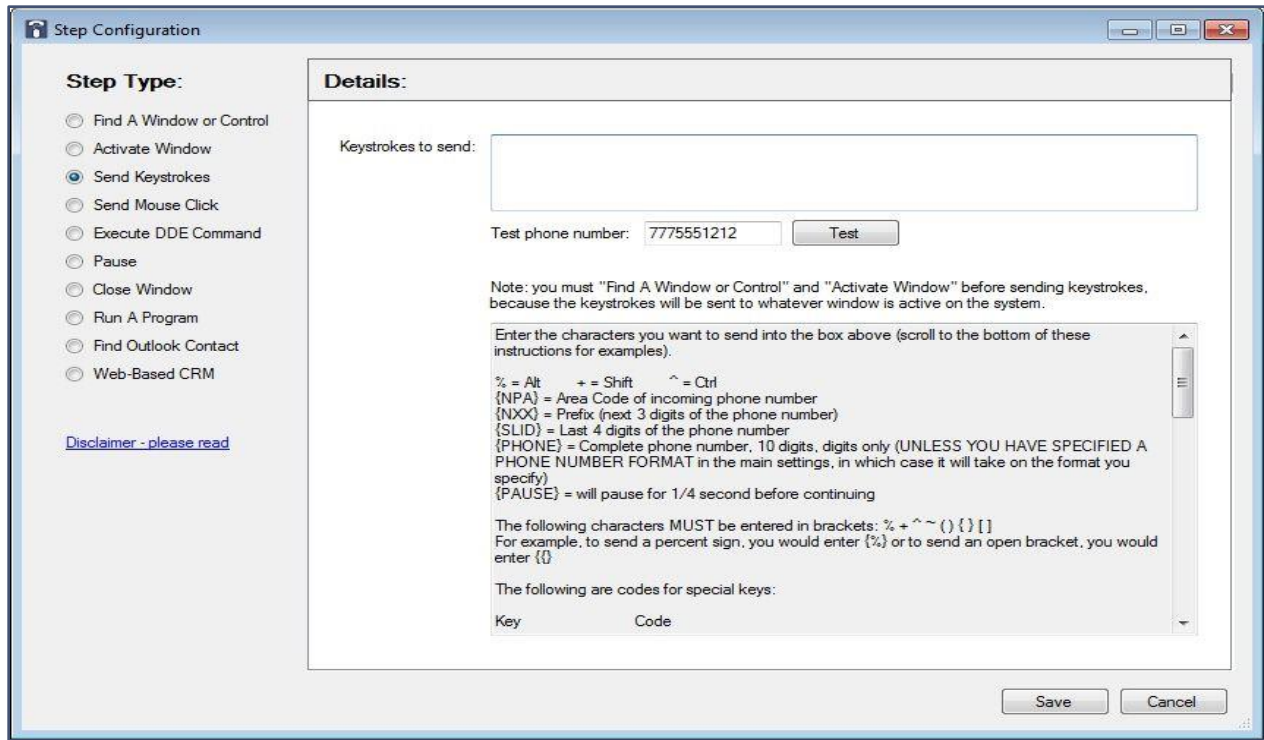 Step Configuration
Step Type:
Find A Window or Control
Activate Window
Send Keystrokes
Send Mouse Click
Execute DDE Command
Pause
Close Window
Run A Program
Find Outlook Contact
Web-Based CRM
Disclaimer - please read
Details:
Keystrokes to send:
Test phone number: 7775551212 Test
Note: you must "Find A Window or Control" and "Activate Window" before sending keystrokes,
because the keystrokes will be sent to whatever window is active on the system.
Enter the characters you want to send into the box above (scroll to the bottom of these
instructions for examples).
% = Alt + = Shift ^ = Ctrl
{NPA} = Area Code of incoming phone number
{NXX} = Prefix (next 3 digits of the phone number)
{SLID} = Last 4 digits of the phone number
{PHONE} = Complete phone number, 10 digits, digits only (UNLESS YOU HAVE SPECIFIED A
PHONE NUMBER FORMAT in the main settings, in which case it will take on the format you
specify)
{PAUSE} = will pause for 1/4 second before continuing
The following characters MUST be entered in brackets: % + ^ ~ ( ) { } [ ]
For example, to send a percent sign, you would enter {%} or to send an open bracket, you would
enter {{}
The following are codes for special keys:
Key Code
Save Cancel